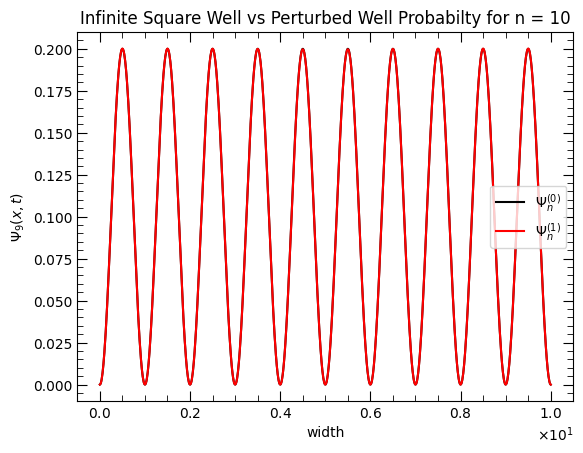 Infinite Square Well vs Perturbed Well Probabilty for n = 10
0.200
0.175
0.150
0.125
0.100
0.075
0.050
0.025
0.000
Ψ₉(x, t)
Ψₙ⁽⁰⁾
Ψₙ⁽¹⁾
0.0 0.2 0.4 0.6 0.8 1.0
width
×10¹